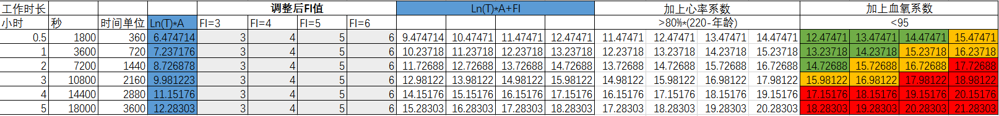 工作时长 调整后FI值 Ln(T)*A+FI 加上心率系数 加上血氧系数
小时 秒 时间单位 Ln(T)*A FI=3 FI=4 FI=5 FI=6 >80%*(220-年龄) <95
0.5 1800 360 6.474714 3 4 5 6 9.474714 10.47471 11.47471 12.47471 11.47471 12.47471 13.47471 14.47471 12.47471 13.47471 14.47471 15.47471
1 3600 720 7.237176 3 4 5 6 10.23718 11.23718 12.23718 13.23718 12.23718 13.23718 14.23718 15.23718 13.23718 14.23718 15.23718 16.23718
2 7200 1440 8.726878 3 4 5 6 11.72688 12.72688 13.72688 14.72688 13.72688 14.72688 15.72688 16.72688 14.72688 15.72688 16.72688 17.72688
3 10800 2160 9.981223 3 4 5 6 12.98122 13.98122 14.98122 15.98122 14.98122 15.98122 16.98122 17.98122 15.98122 16.98122 17.98122 18.98122
4 14400 2880 11.15176 3 4 5 6 14.15176 15.15176 16.15176 17.15176 16.15176 17.15176 18.15176 19.15176 17.15176 18.15176 19.15176 20.15176
5 18000 3600 12.28303 3 4 5 6 15.28303 16.28303 17.28303 18.28303 17.28303 18.28303 19.28303 20.28303 18.28303 19.28303 20.28303 21.28303